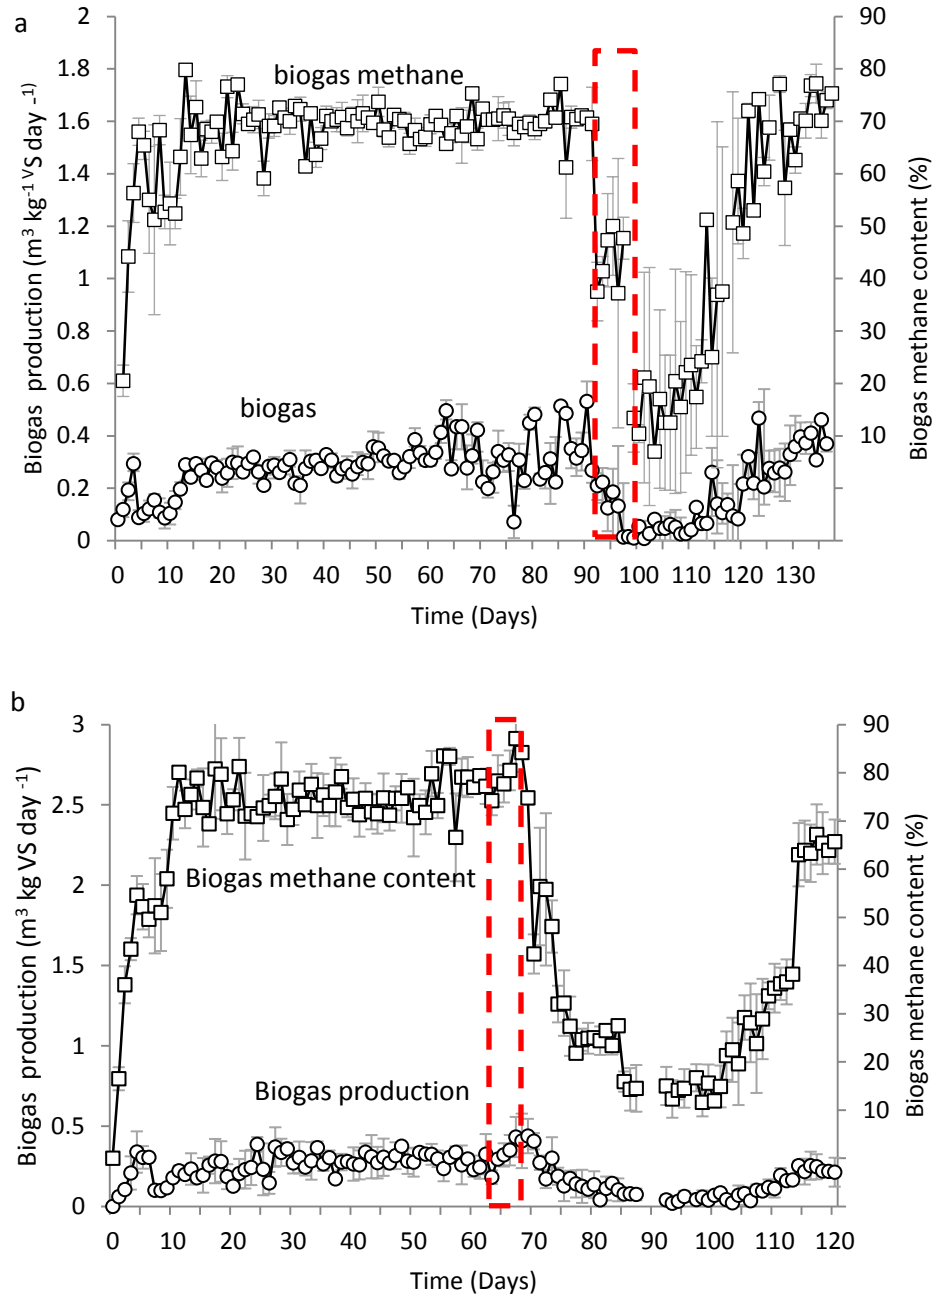 a
2
1.8
1.6
1.4
1.2
1
0.8
0.6
0.4
0.2
0
90
80
70
60
50
40
30
20
10
biogas methane
biogas
Biogas production (m³ kg⁻¹ VS day ⁻¹)
Biogas methane content (%)
0 10 20 30 40 50 60 70 80 90 100 110 120 130
Time (Days)
b
3
2.5
2
1.5
1
0.5
0
90
80
70
60
50
40
30
20
10
Biogas methane content
Biogas production
Biogas production (m³ kg VS day ⁻¹)
Biogas methane content (%)
0 10 20 30 40 50 60 70 80 90 100 110 120
Time (Days)